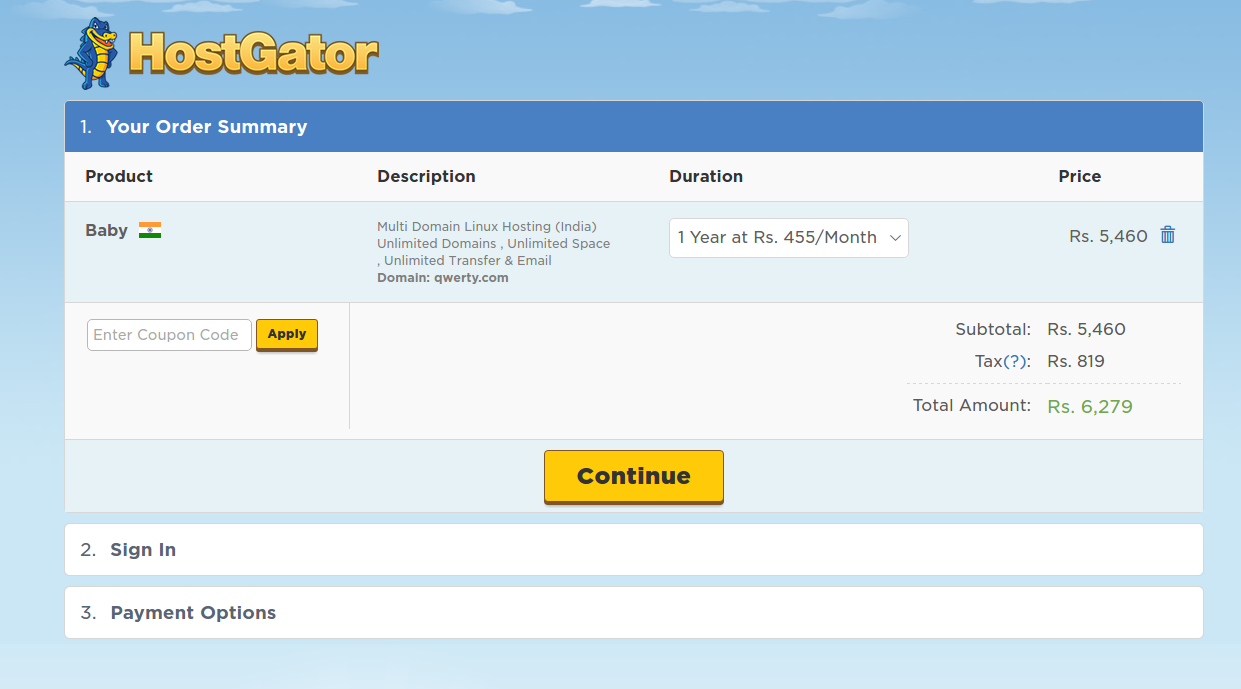 HostGator
1. Your Order Summary
Product Description Duration Price
Baby
Multi Domain Linux Hosting (India)
Unlimited Domains , Unlimited Space
, Unlimited Transfer & Email
Domain: qwerty.com
1 Year at Rs. 455/Month
Rs. 5,460
Enter Coupon Code Apply
Subtotal: Rs. 5,460
Tax(?): Rs. 819
Total Amount: Rs. 6,279
Continue
2. Sign In
3. Payment Options